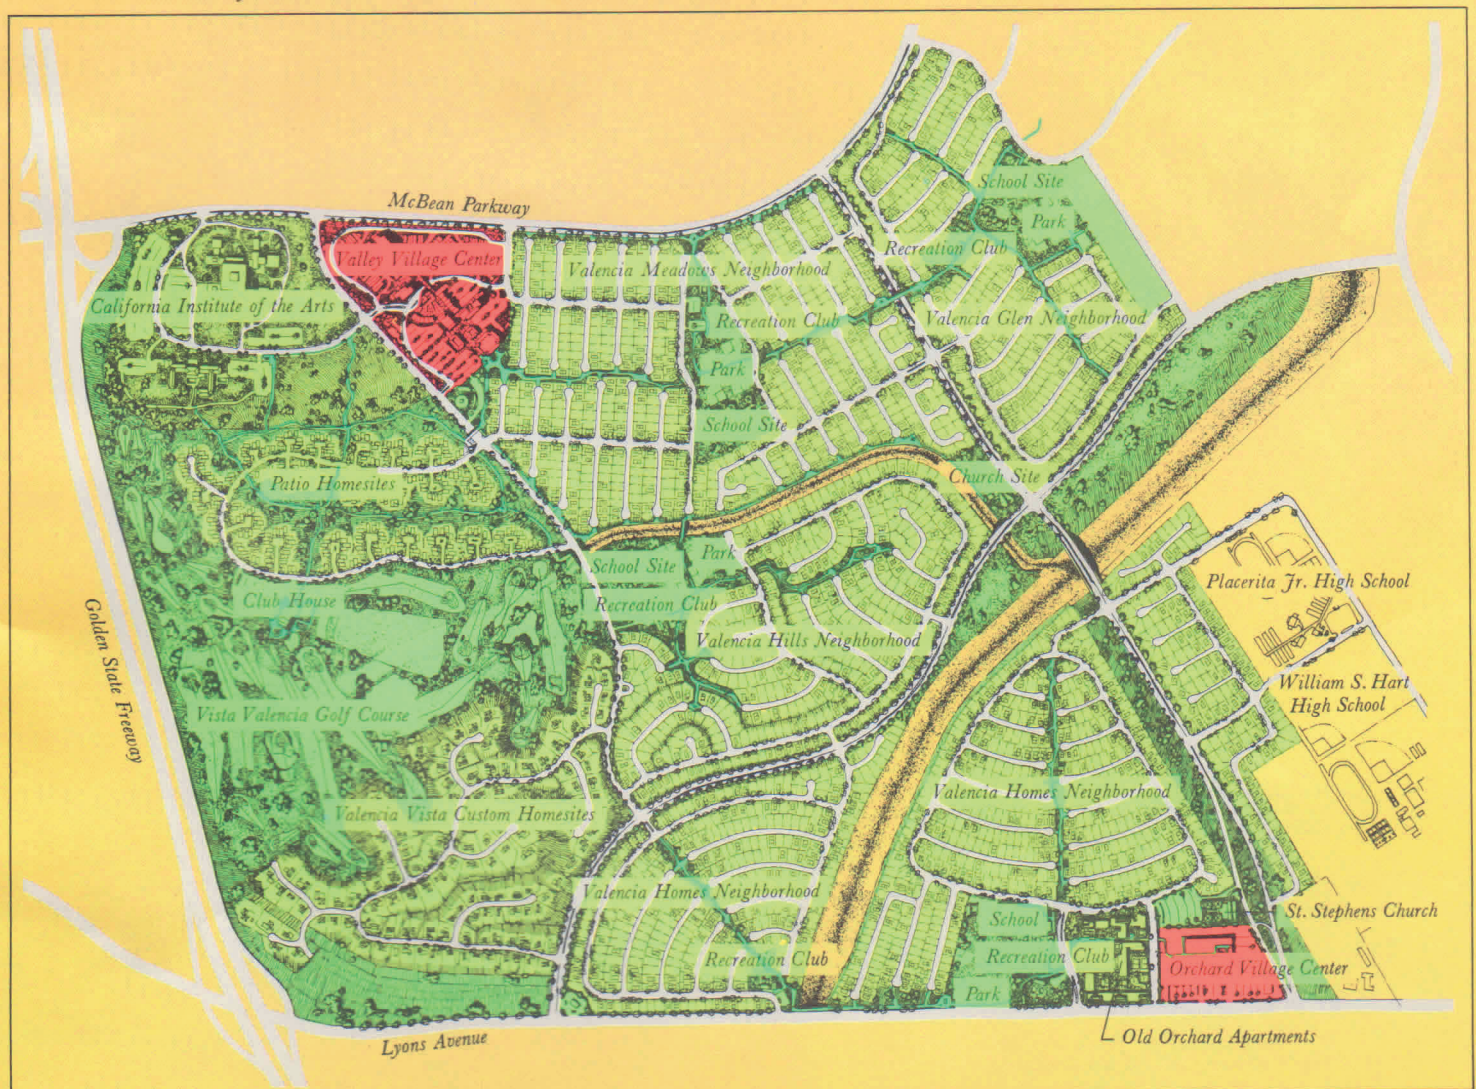 McBean Parkway
School Site
Park
Recreation Club
Valley Village Center
Valencia Meadows Neighborhood
California Institute of the Arts
Recreation Club
Valencia Glen Neighborhood
Park
School Site
Patio Homesites
Church Site
School Site
Park
Placerita Jr. High School
Club House
Recreation Club
Valencia Hills Neighborhood
Golden State Freeway
William S. Hart
High School
Vista Valencia Golf Course
Valencia Vista Custom Homesites
Valencia Homes Neighborhood
Valencia Homes Neighborhood
School
St. Stephens Church
Recreation Club
Recreation Club
Orchard Village Center
Park
Lyons Avenue
Old Orchard Apartments